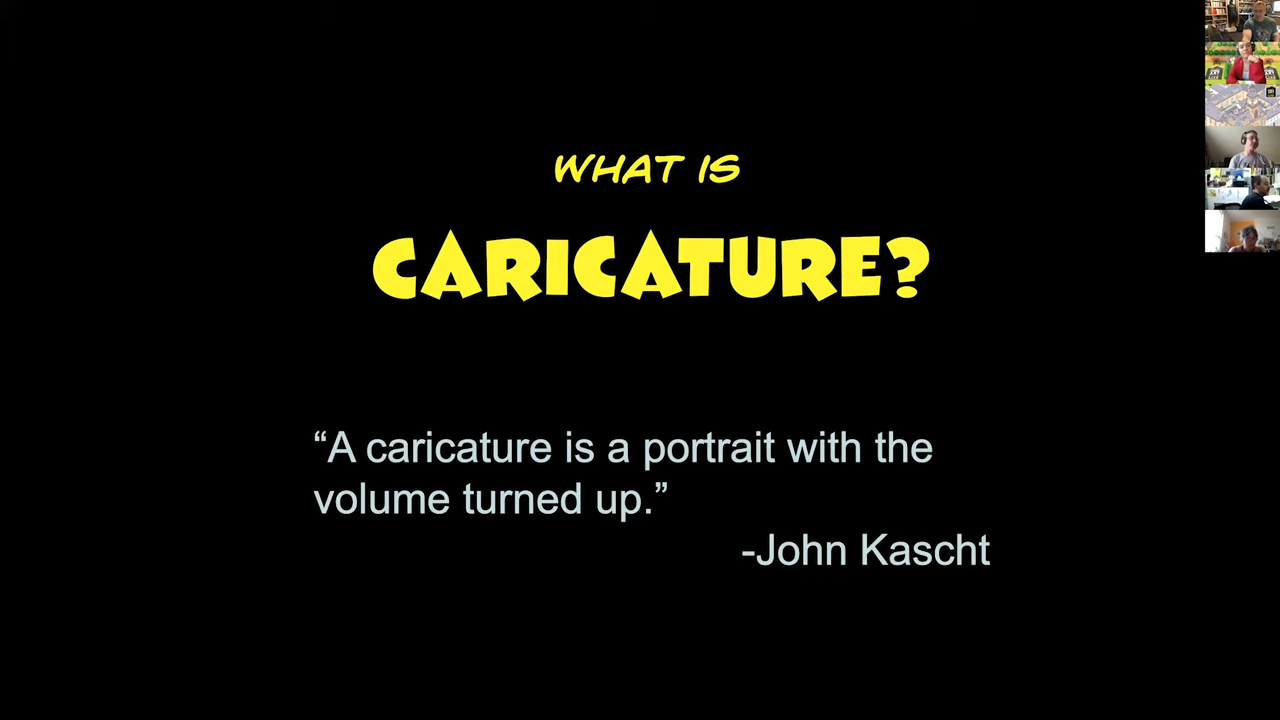 WHAT IS
CARICATURE?
“A caricature is a portrait with the
volume turned up.”
-John Kascht